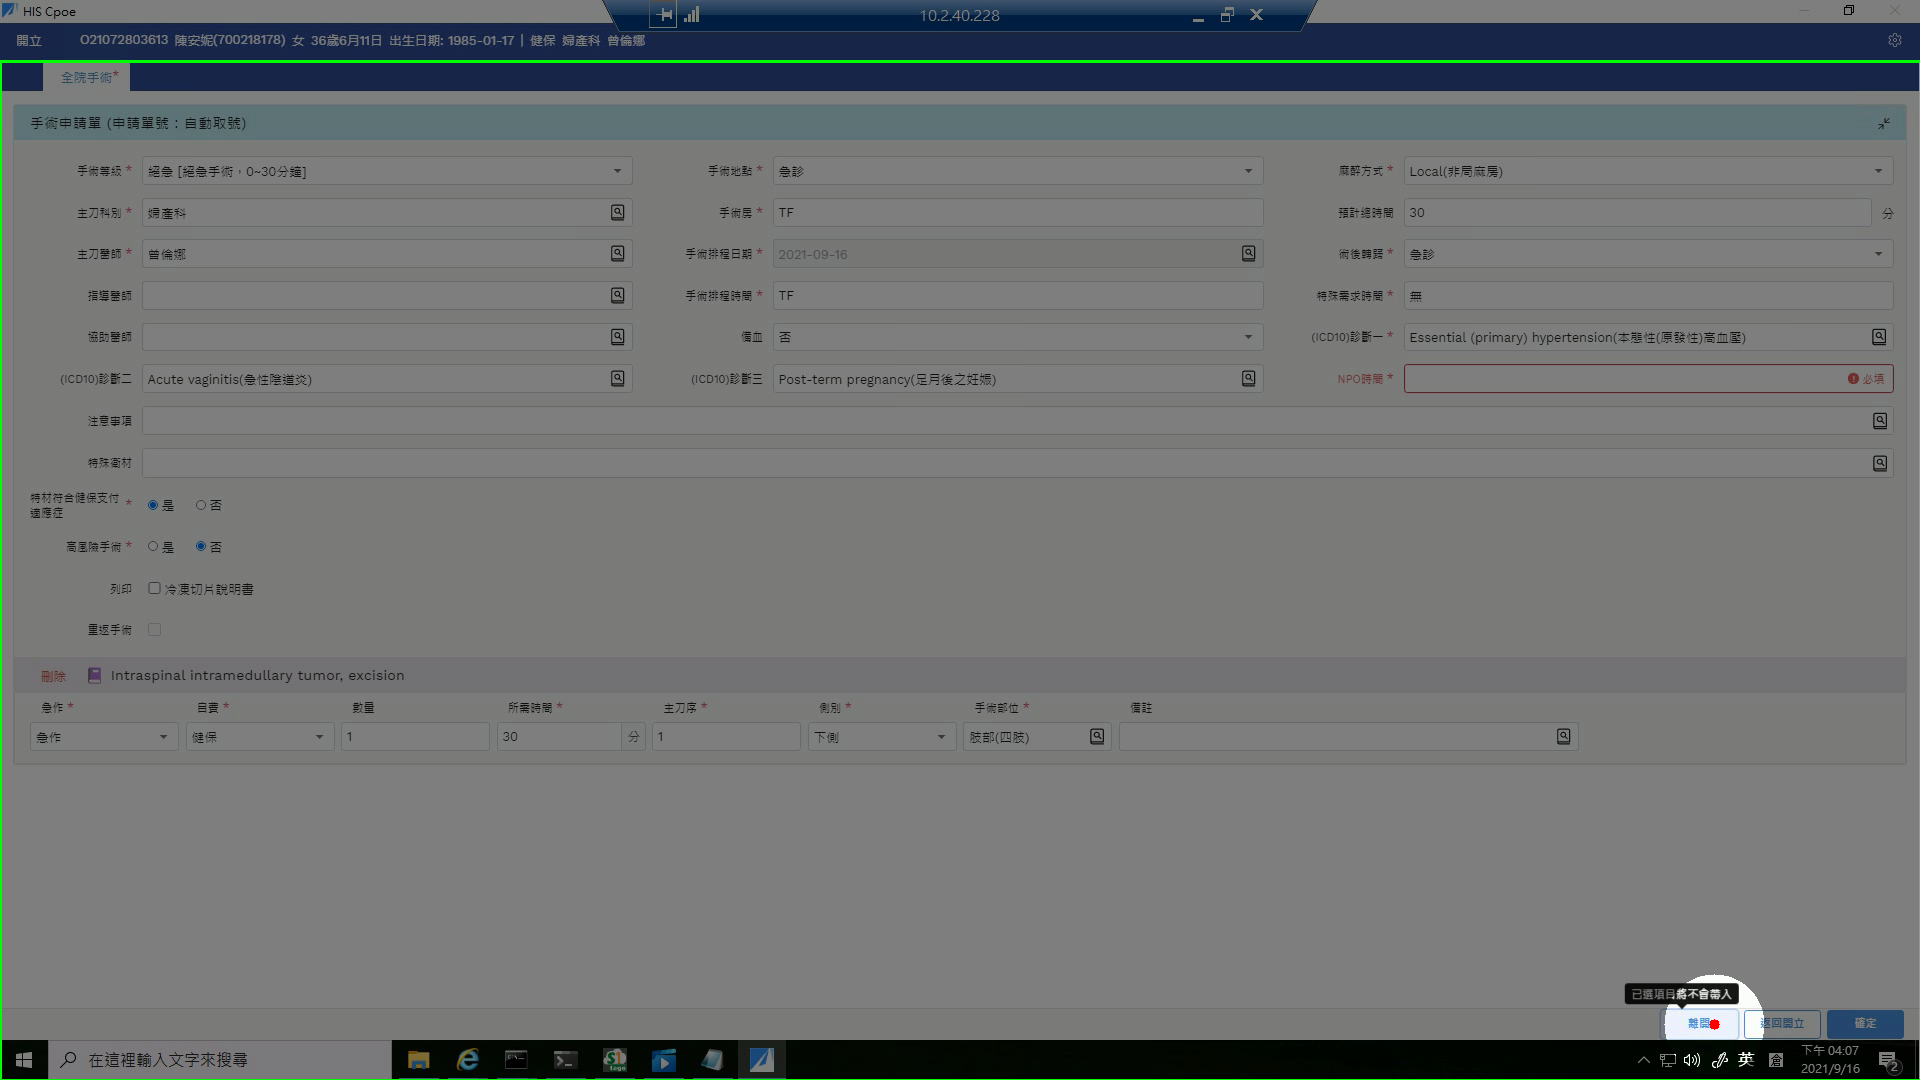 HIS Cpoe
10.2.40.228
開立 O21072803613 陳安妮(700218178) 女 36歲6月11日 出生日期: 1985-01-17 | 健保 婦產科 曾倫娜
全院手術*
手術申請單 (申請單號：自動取號)
手術等級 * 絕急 [絕急手術，0~30分鐘] 手術地點 * 急診 麻醉方式 * Local(非局麻房)
主刀科別 * 婦產科 手術房 * TF 預計總時間 30 分
主刀醫師 * 曾倫娜 手術排程日期 * 2021-09-16 術後轉歸 * 急診
指導醫師 手術排程時間 * TF 特殊需求時間 * 無
協助醫師 備血 否 (ICD10)診斷一 * Essential (primary) hypertension(本態性(原發性)高血壓)
(ICD10)診斷二 Acute vaginitis(急性陰道炎) (ICD10)診斷三 Post-term pregnancy(足月後之妊娠) NPO時間 * 必填
注意事項
特殊衛材
特材符合健保支付適應症 * 是 否
高風險手術 * 是 否
列印 冷凍切片說明書
重返手術
刪除 Intraspinal intramedullary tumor, excision
急作 * 自費 * 數量 所需時間 * 主刀序 * 側別 * 手術部位 * 備註
急作 健保 1 30 分 1 下側 肢部(四肢)
已選項目將不會帶入
離開 返回開立 確定
在這裡輸入文字來搜尋
英 倉 下午 04:07
2021/9/16 2